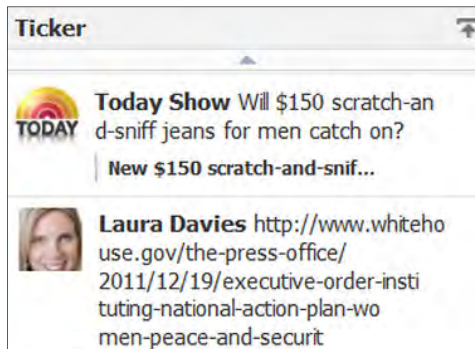 Ticker
Today Show Will $150 scratch-an
d-sniff jeans for men catch on?
TODAY
New $150 scratch-and-snif...
Laura Davies http://www.whiteho
use.gov/the-press-office/
2011/12/19/executive-order-insti
tuting-national-action-plan-wo
men-peace-and-securit